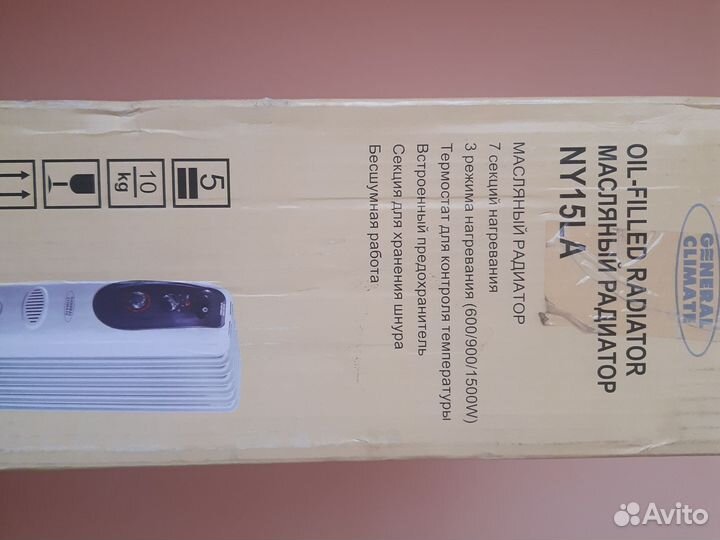 GENERAL
CLIMATE
OIL-FILLED RADIATOR
МАСЛЯНЫЙ РАДИАТОР
NY15LA
МАСЛЯНЫЙ РАДИАТОР
7 секций нагревания
3 режима нагревания (600/900/1500W)
Термостат для контроля температуры
Встроенный предохранитель
Секция для хранения шнура
Бесшумная работа
5
10
kg
Avito